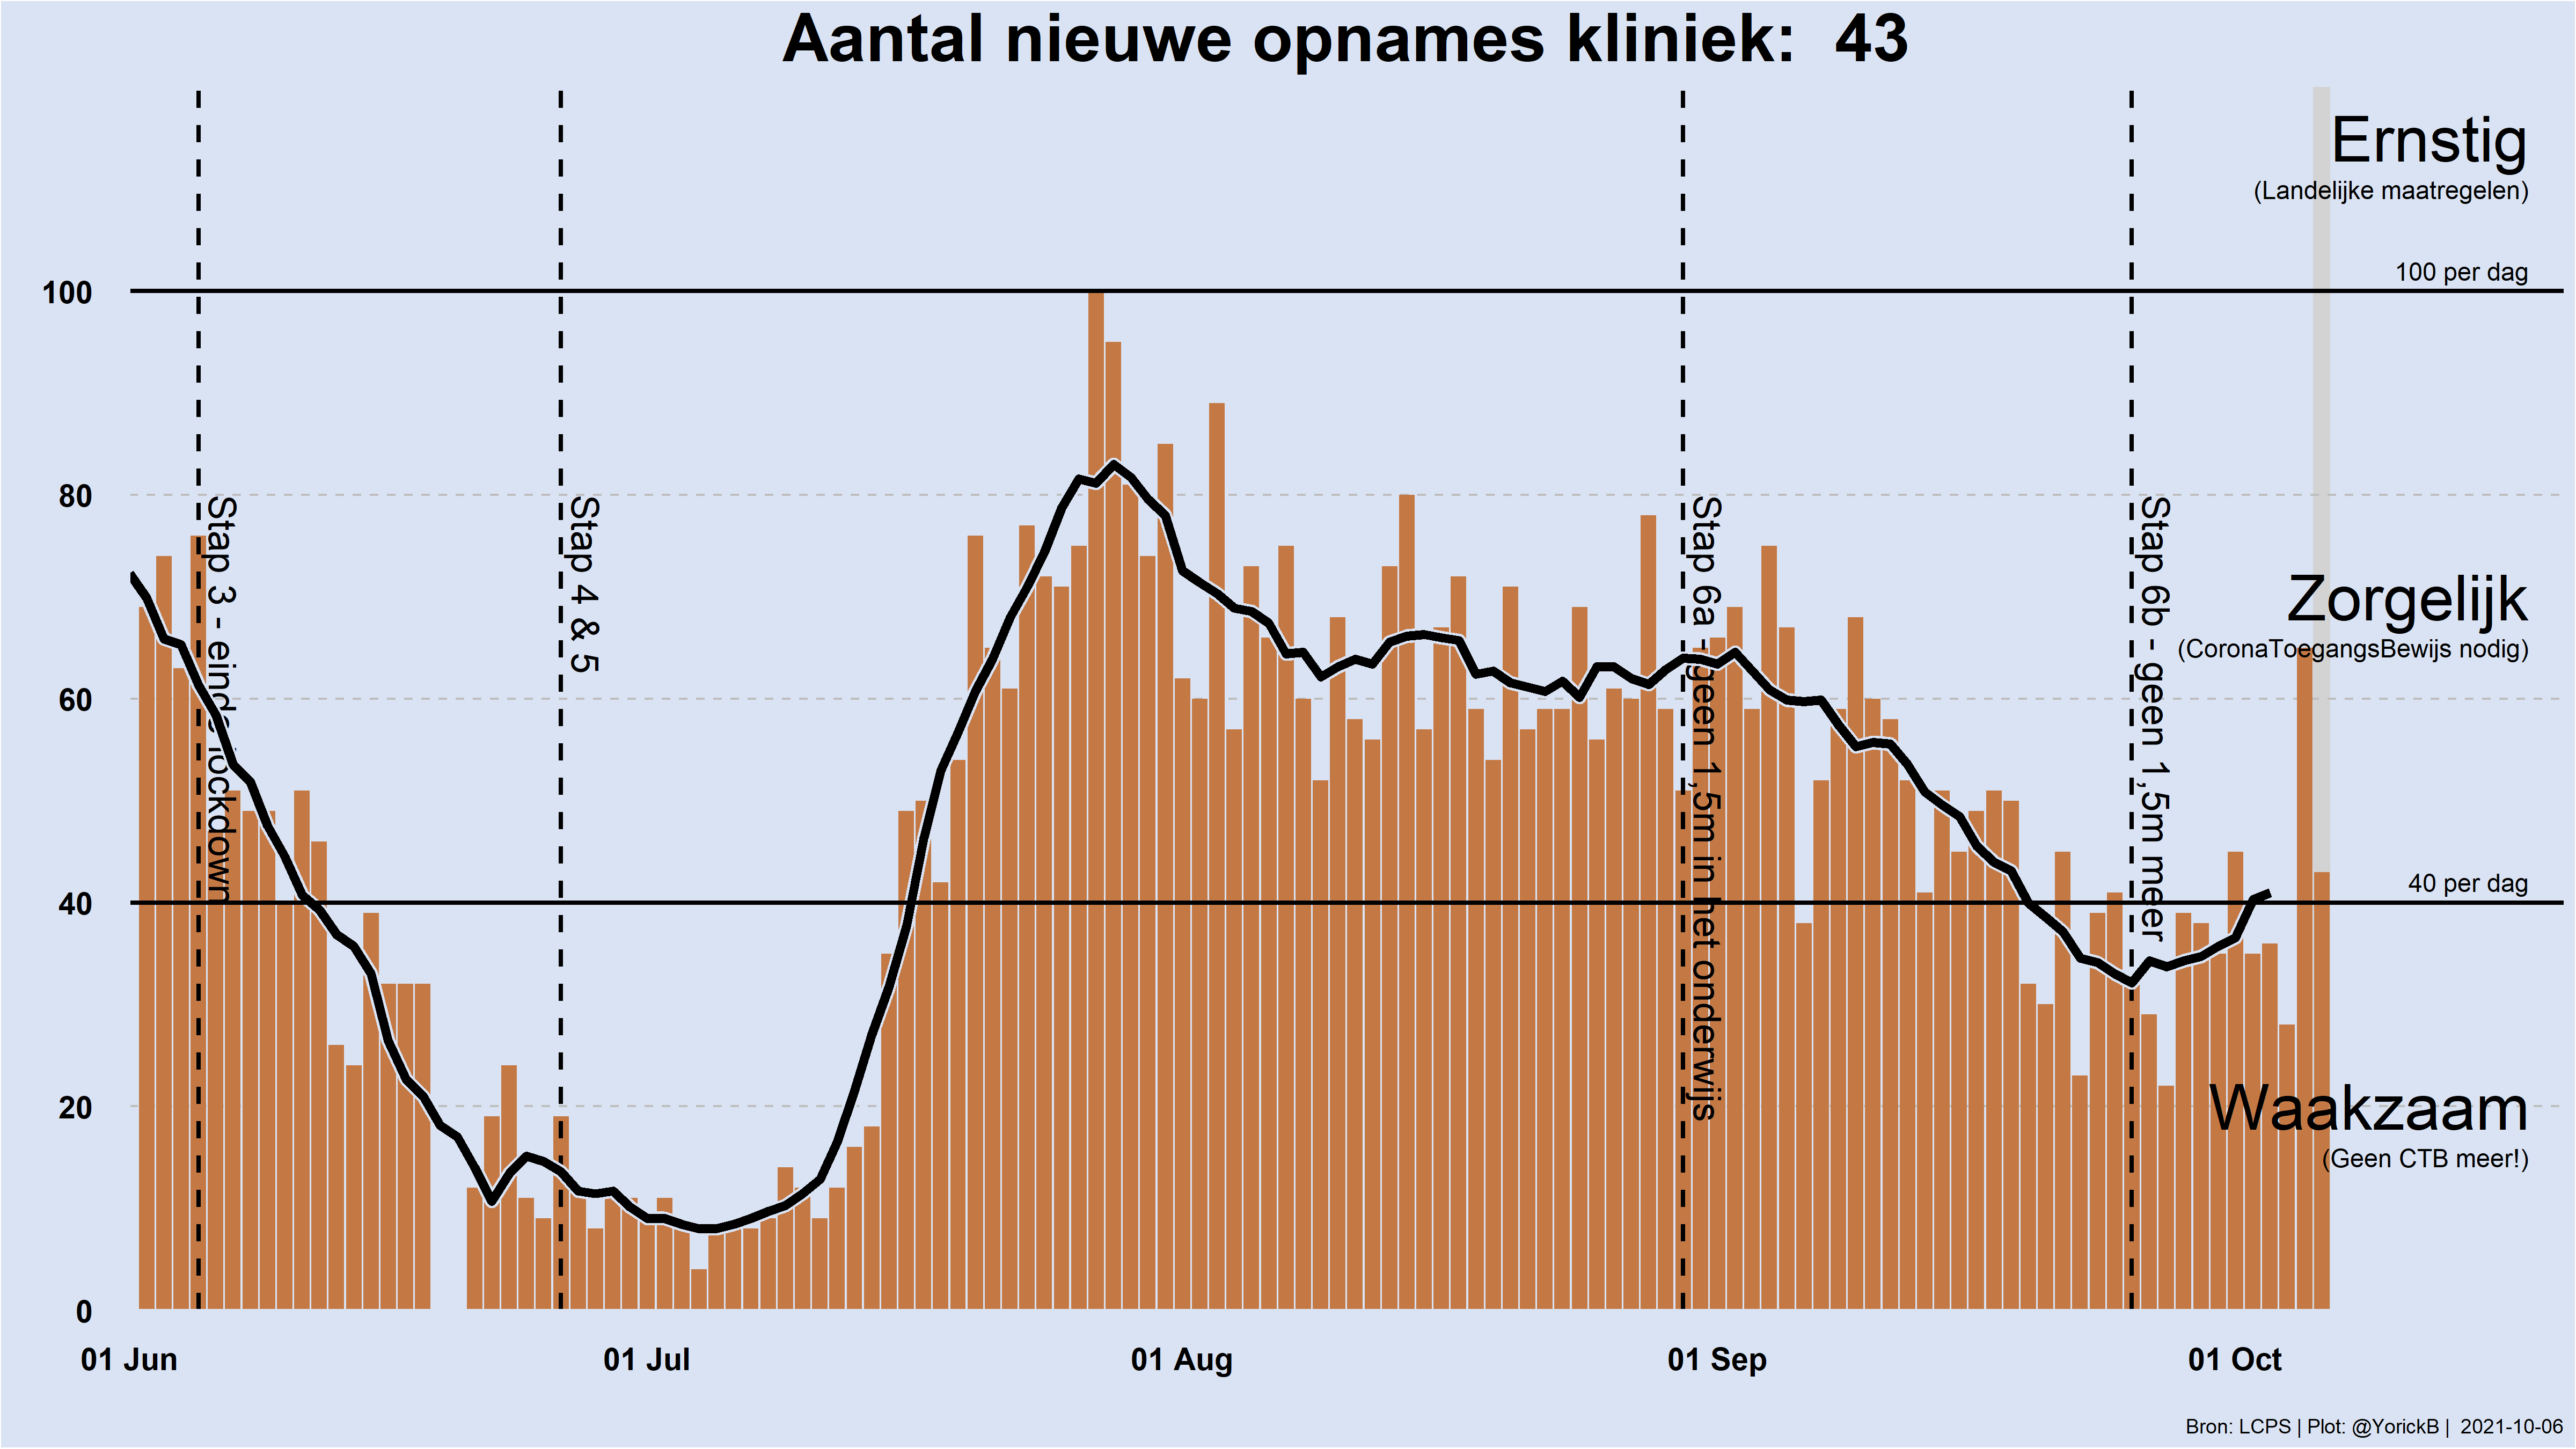 Aantal nieuwe opnames kliniek:  43
Ernstig
(Landelijke maatregelen)
100 per dag
100
80
60
40
20
0
Stap 3 - einde lockdown
Stap 4 & 5
Stap 6a - geen 1,5m in het onderwijs
Stap 6b - geen 1,5m meer
Zorgelijk
(CoronaToegangsBewijs nodig)
40 per dag
Waakzaam
(Geen CTB meer!)
01 Jun
01 Jul
01 Aug
01 Sep
01 Oct
Bron: LCPS | Plot: @YorickB |  2021-10-06